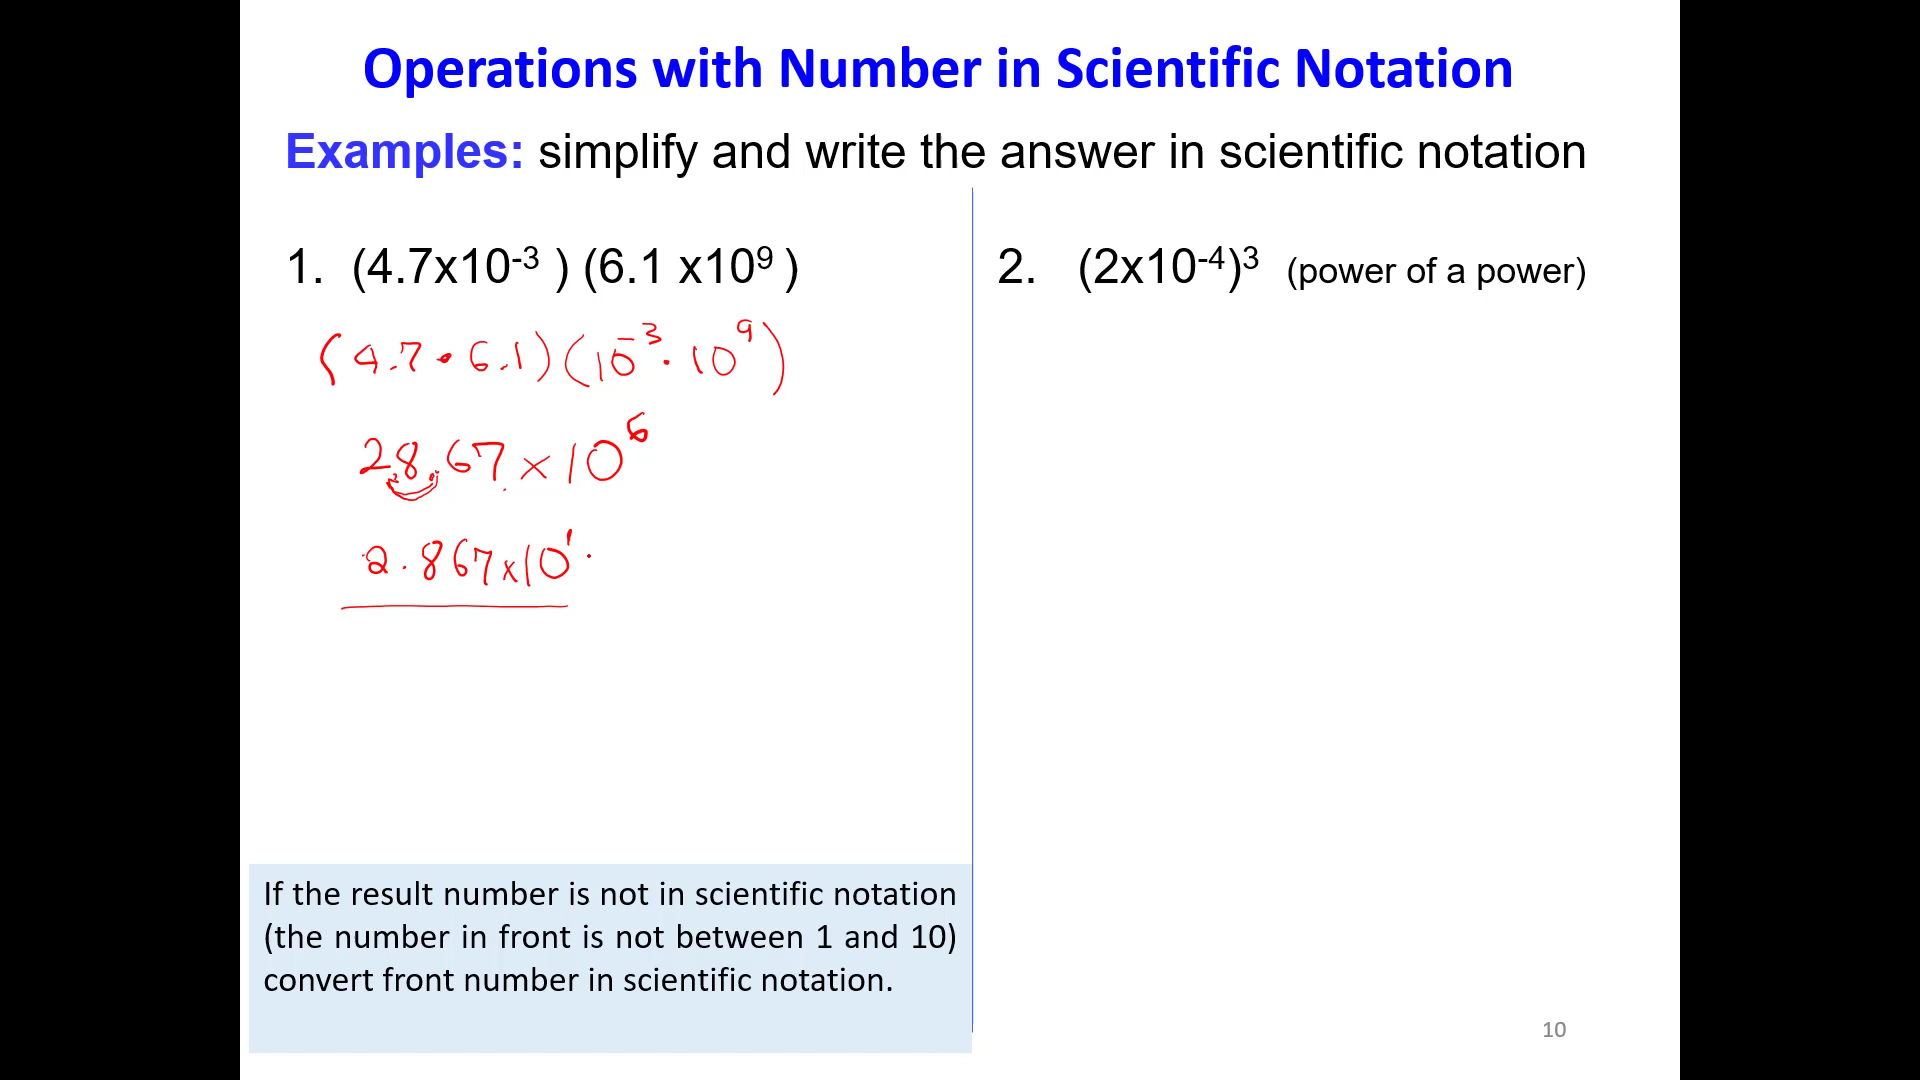 Operations with Number in Scientific Notation
Examples: simplify and write the answer in scientific notation
1. (4.7x10⁻³ ) (6.1 x10⁹ )
(4.7 • 6.1) (10⁻³ · 10⁹)
28.67 × 10⁶
2.867 × 10¹ ·
2. (2x10⁻⁴)³ (power of a power)
If the result number is not in scientific notation
(the number in front is not between 1 and 10)
convert front number in scientific notation.
10